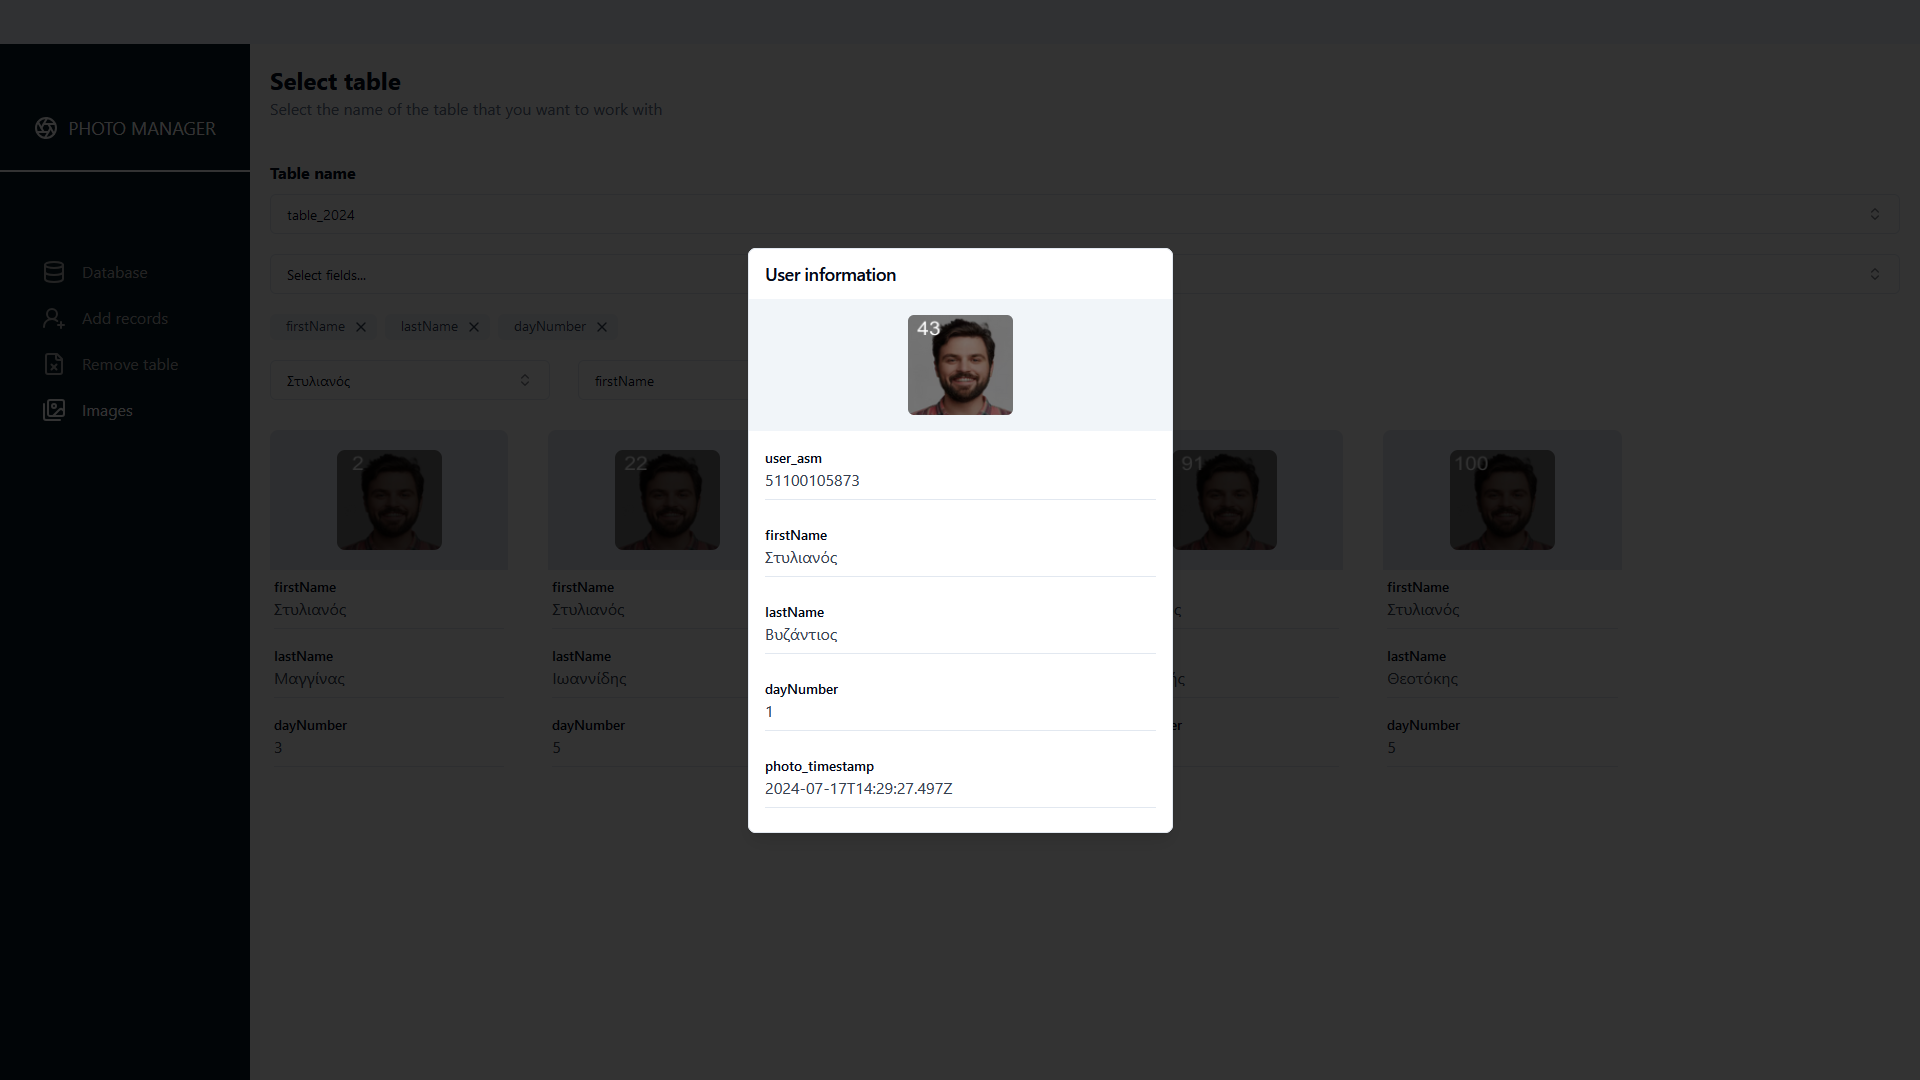 PHOTO MANAGER
Database
Add records
Remove table
Images
Select table
Select the name of the table that you want to work with
Table name
table_2024
Select fields...
firstName
lastName
dayNumber
Στυλιανός
firstName
2
firstName
Στυλιανός
lastName
Μαγγίνας
dayNumber
3
22
firstName
Στυλιανός
lastName
Ιωαννίδης
dayNumber
5
91
100
firstName
Στυλιανός
lastName
Θεοτόκης
dayNumber
5
User information
43
user_asm
51100105873
firstName
Στυλιανός
lastName
Βυζάντιος
dayNumber
1
photo_timestamp
2024-07-17T14:29:27.497Z